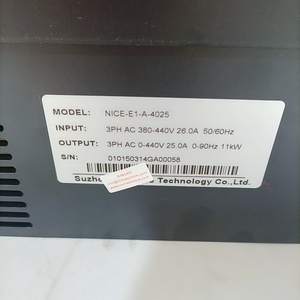 MODEL: NICE-E1-A-4025
INPUT: 3PH AC 380-440V 26.0A 50/60Hz
OUTPUT: 3PH AC 0-440V 25.0A 0-90Hz 11kW
S/N: 010150314GA00058
Technology Co.,Ltd.